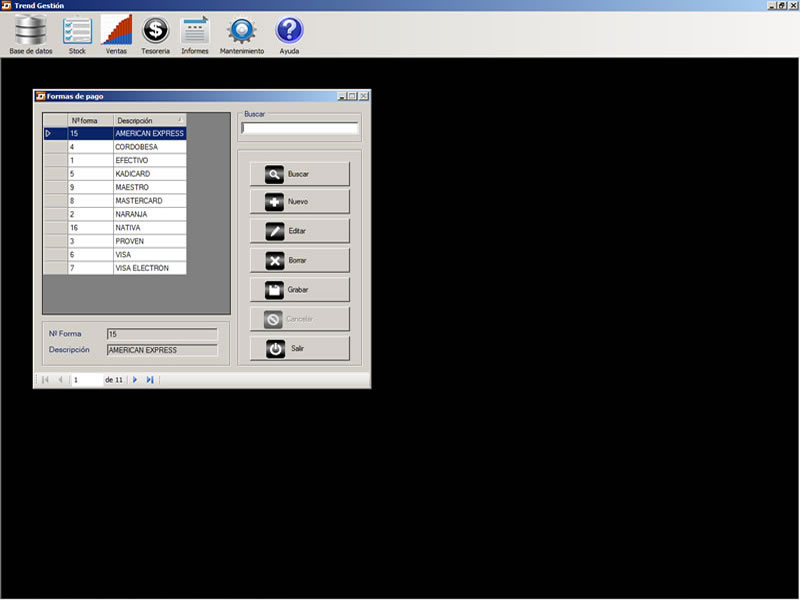 Trend Gestión
Base de datos Stock Ventas Tesoreria Informes Mantenimiento Ayuda
Formas de pago
Nº forma Descripción
15 AMERICAN EXPRESS
4 CORDOBESA
1 EFECTIVO
5 KADICARD
9 MAESTRO
8 MASTERCARD
2 NARANJA
16 NATIVA
3 PROVEN
6 VISA
7 VISA ELECTRON
Buscar
Buscar
Nuevo
Editar
Borrar
Grabar
Cancelar
Salir
Nº Forma 15
Descripción AMERICAN EXPRESS
1 de 11